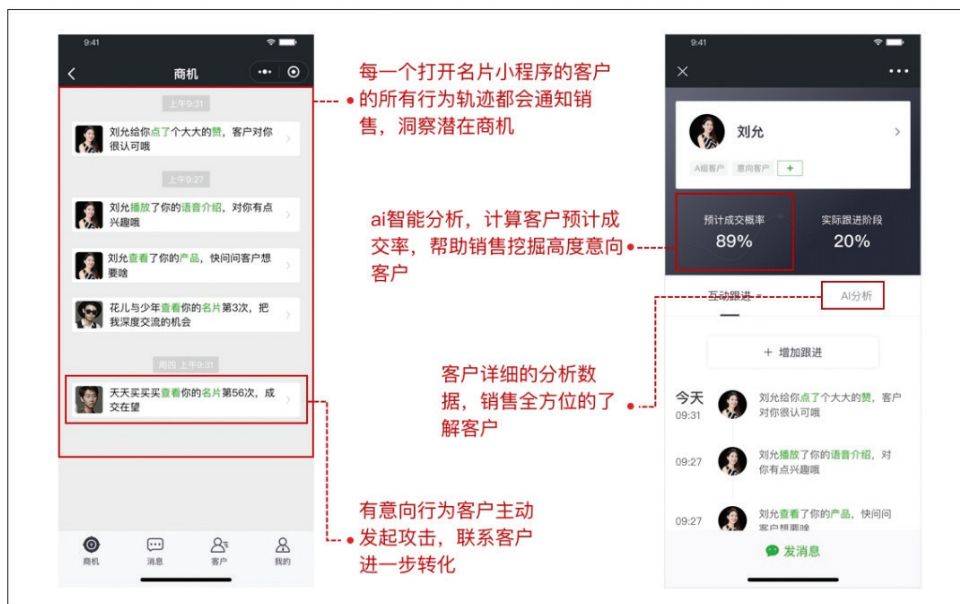 9:41
商机
上午9:31
刘允给你点了个大大的赞，客户对你
很认可哦
上午9:27
刘允播放了你的语音介绍，对你有点
兴趣哦
刘允查看了你的产品，快问问客户想
要啥
花儿与少年查看你的名片第3次，把
我深度交流的机会
周四 上午9:31
天天买买买查看你的名片第56次，成
交在望
商机
消息
客户
我的
每一个打开名片小程序的客户
的所有行为轨迹都会通知销
售，洞察潜在商机
ai智能分析，计算客户预计成
交率，帮助销售挖掘高度意向
客户
客户详细的分析数
据，销售全方位的了
解客户
有意向行为客户主动
发起攻击，联系客户
进一步转化
9:41
刘允
A组客户 意向客户 +
预计成交概率
89%
实际跟进阶段
20%
互动跟进
AI分析
+ 增加跟进
今天
09:31
刘允给你点了个大大的赞，客户
对你很认可哦
09:27
刘允播放了你的语音介绍，对
你有点兴趣哦
09:27
刘允查看了你的产品，快问问
客户想要啥
发消息